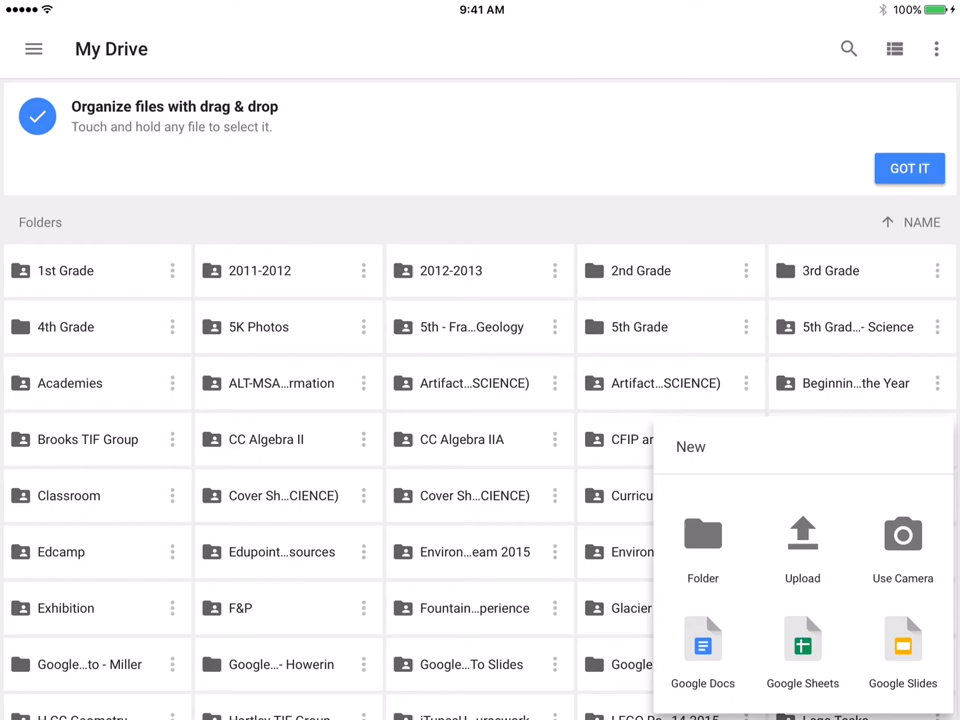 9:41 AM
100%
My Drive
Organize files with drag & drop
Touch and hold any file to select it.
GOT IT
Folders
NAME
1st Grade
2011-2012
2012-2013
2nd Grade
3rd Grade
4th Grade
5K Photos
5th - Fra...Geology
5th Grade
5th Grad...- Science
Academies
ALT-MSA...rmation
Artifact...SCIENCE)
Artifact...SCIENCE)
Beginnin...the Year
Brooks TIF Group
CC Algebra II
CC Algebra IIA
CFIP ar
Classroom
Cover Sh...CIENCE)
Cover Sh...CIENCE)
Curricu
Edcamp
Edupoint...sources
Environ...eam 2015
Environ
Exhibition
F&P
Fountain...perience
Glacier
Google...to - Miller
Google...- Howerin
Google...To Slides
Google
New
Folder
Upload
Use Camera
Google Docs
Google Sheets
Google Slides